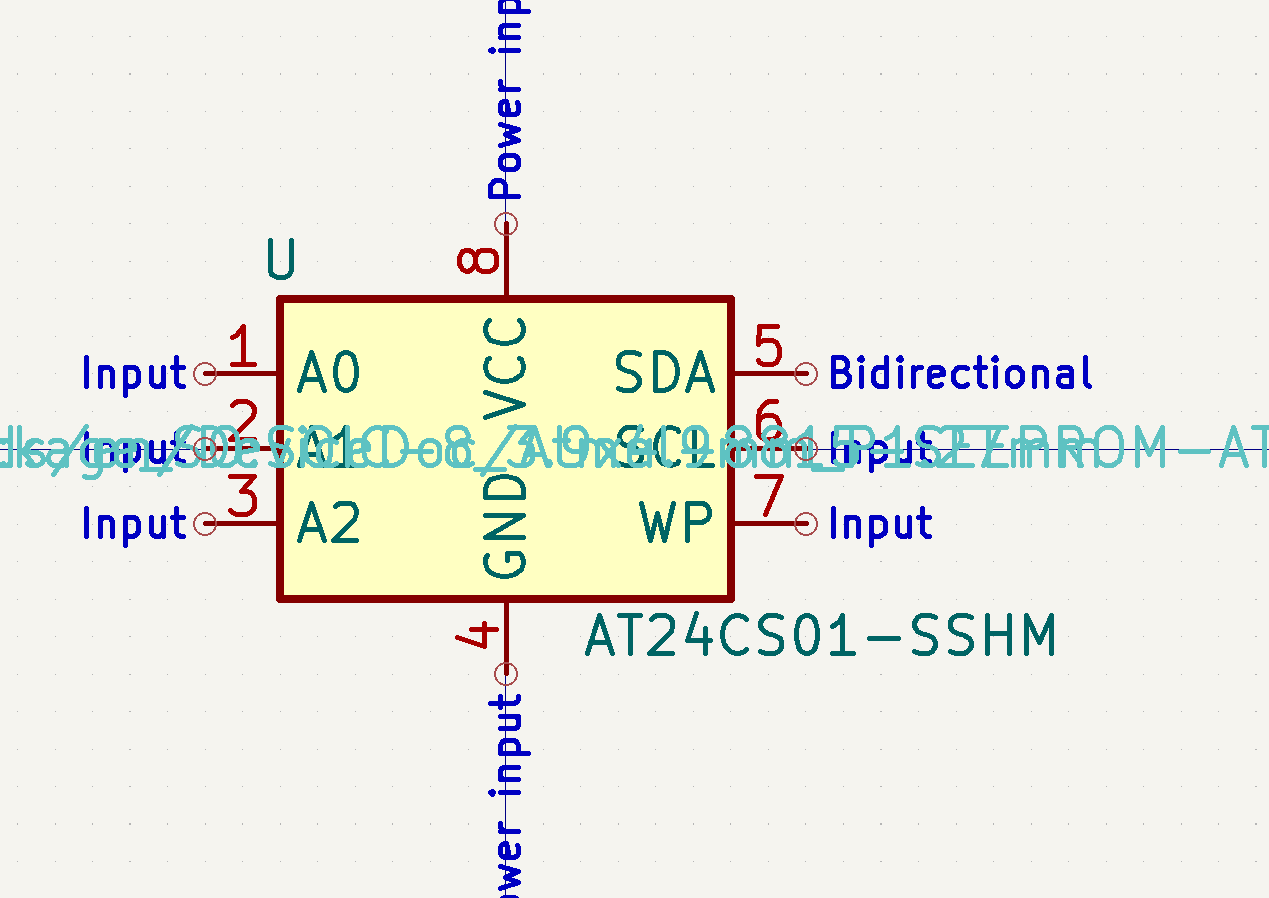 Power inp
8
U
VCC
Input 1 A0
SDA 5 Bidirectional
Input 2 A1
SCL 6 Input
Input 3 A2
WP 7 Input
GND
4
AT24CS01-SSHM
ower input